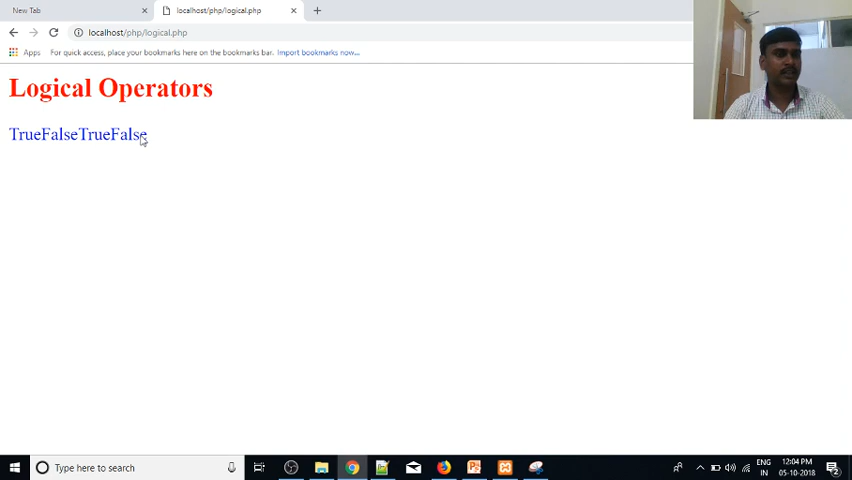 New Tab
localhost/php/logical.php
localhost/php/logical.php
Apps For quick access, place your bookmarks here on the bookmarks bar. Import bookmarks now...
Logical Operators
TrueFalseTrueFalse
Type here to search
ENG
IN
12:04 PM
05-10-2018
2